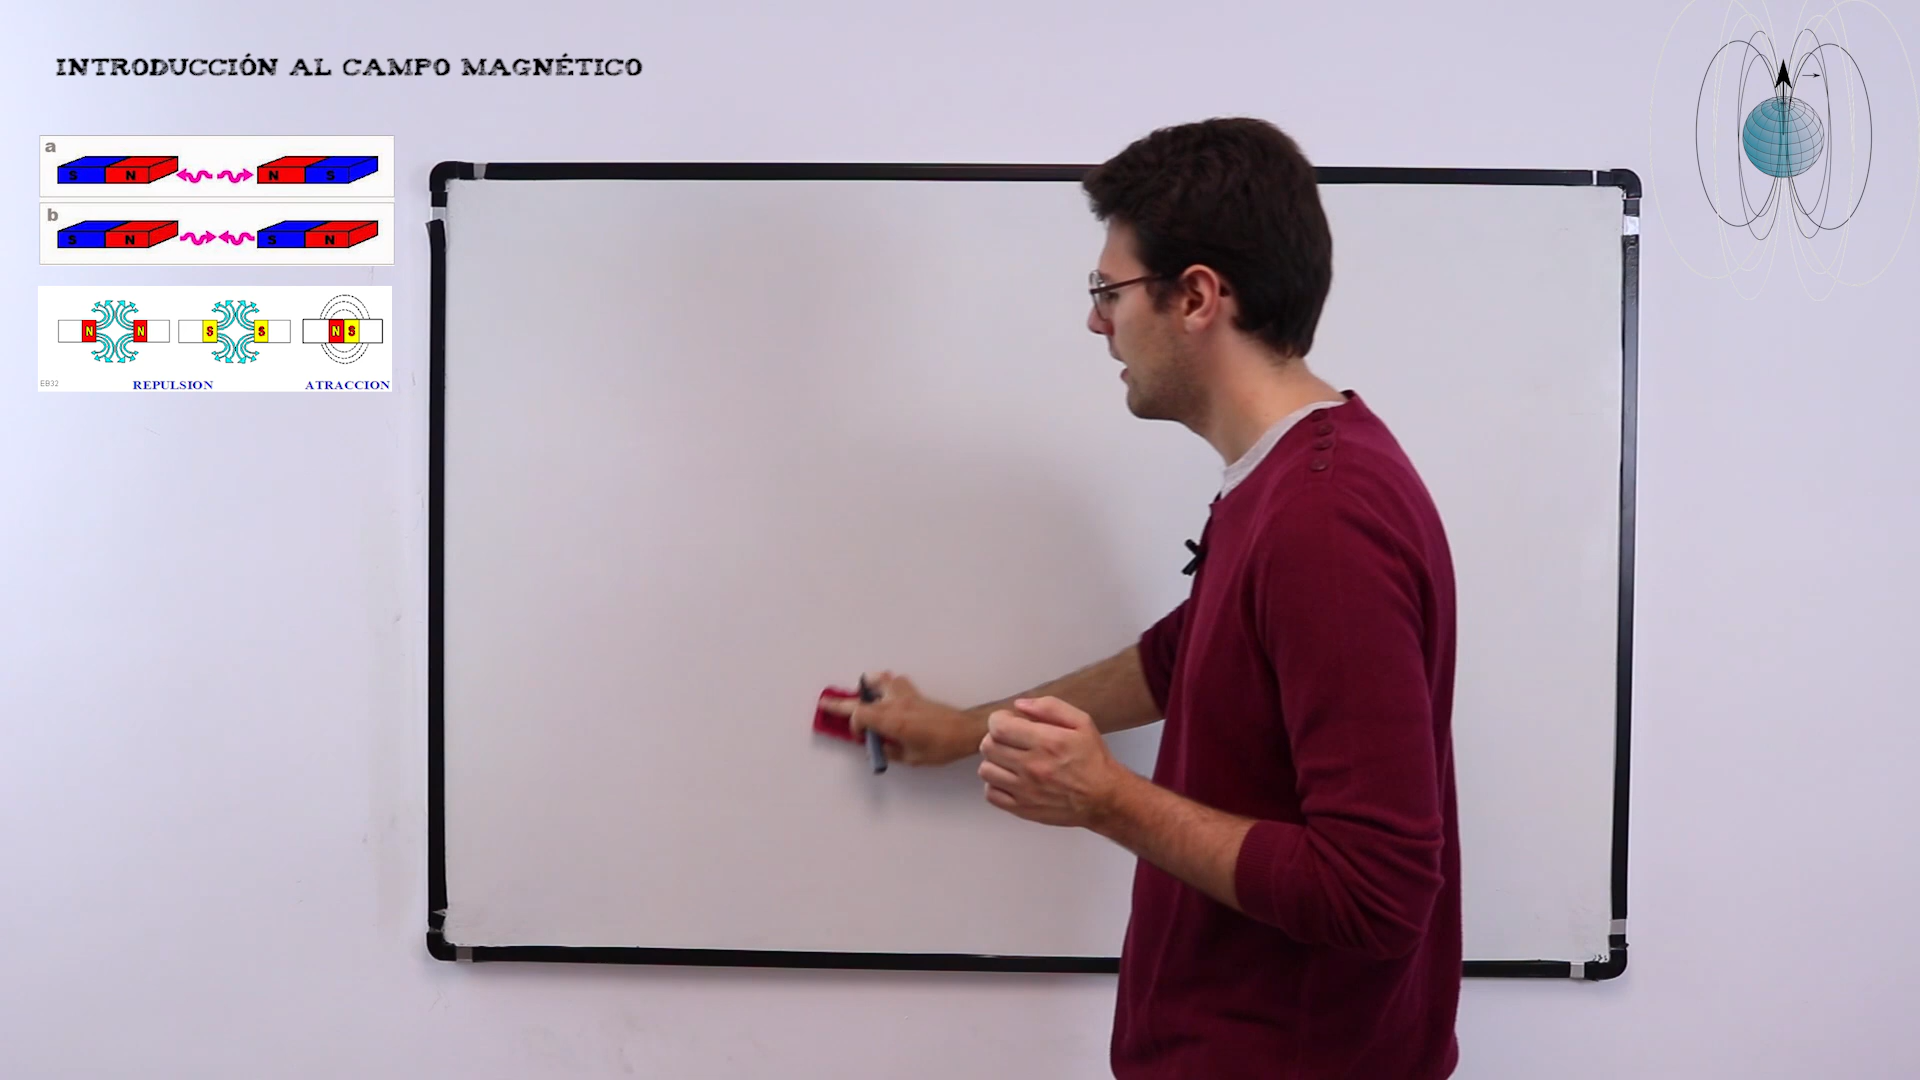 INTRODUCCIÓN AL CAMPO MAGNÉTICO
a
S N N S
b
S N S N
N N S S N S
EB32 REPULSION ATRACCION